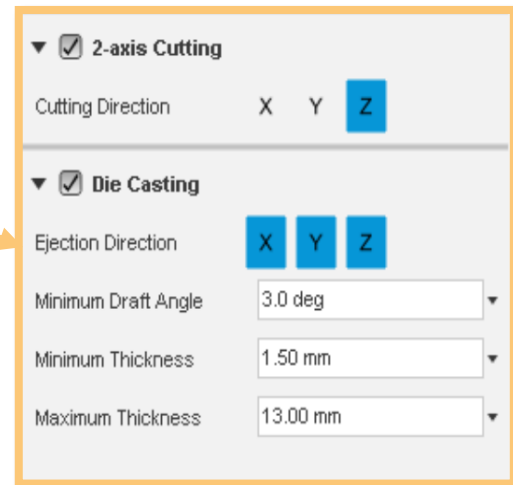 2-axis Cutting
Cutting Direction X Y Z
Die Casting
Ejection Direction X Y Z
Minimum Draft Angle 3.0 deg
Minimum Thickness 1.50 mm
Maximum Thickness 13.00 mm